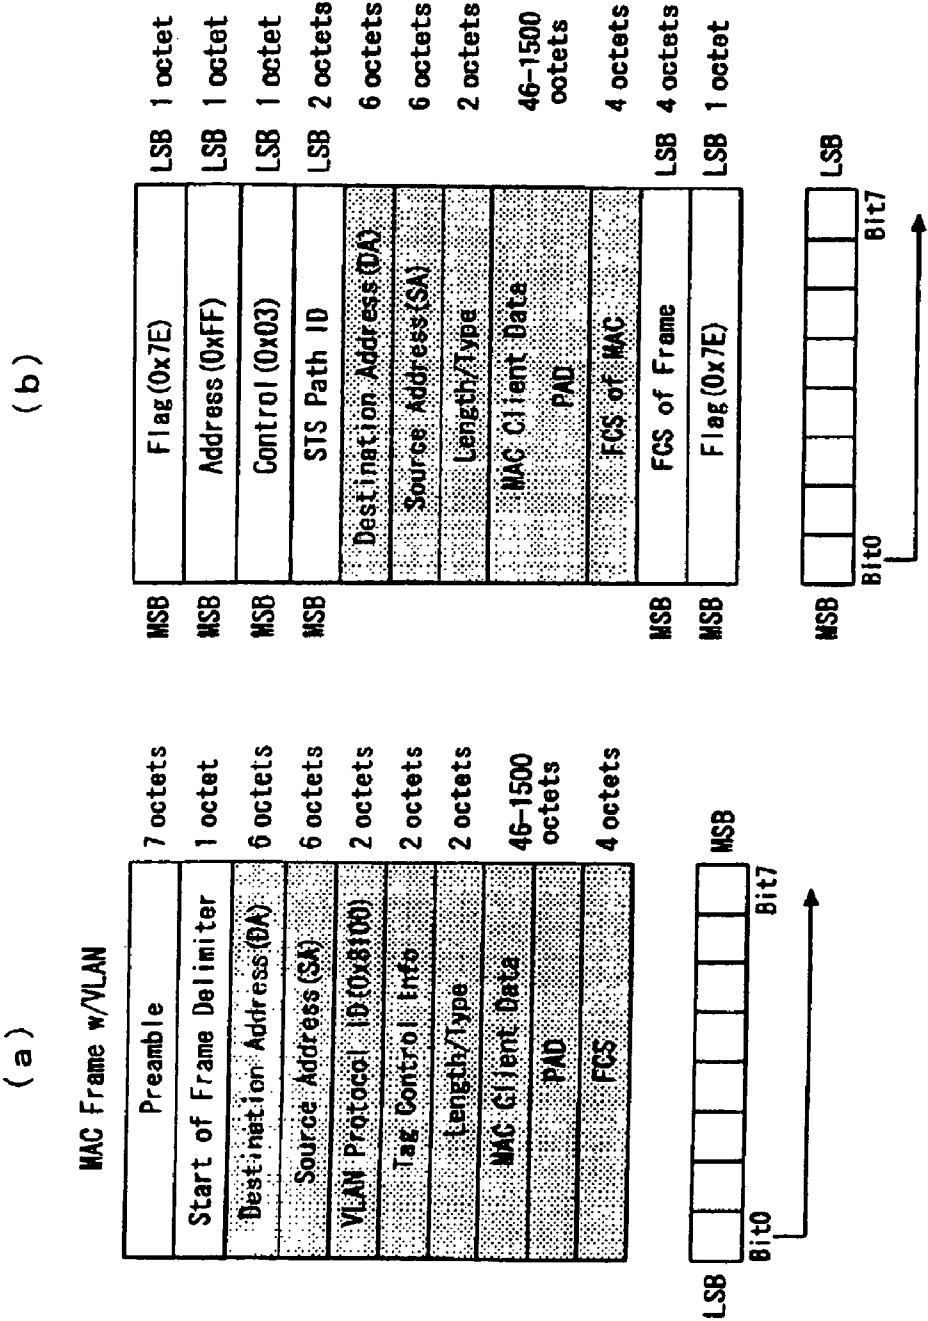 (a)
MAC Frame w/VLAN
Preamble 7 octets
Start of Frame Delimiter 1 octet
Destination Address(DA) 6 octets
Source Address(SA) 6 octets
VLAN Protocol ID(0x8100) 2 octets
Tag Control Info 2 octets
Length/Type 2 octets
MAC Client Data 46-1500
PAD octets
FCS 4 octets
LSB MSB
Bit0 Bit7
(b)
MSB Flag(0x7E) LSB 1 octet
MSB Address(0xFF) LSB 1 octet
MSB Control(0x03) LSB 1 octet
MSB STS Path ID LSB 2 octets
Destination Address(DA) 6 octets
Source Address(SA) 6 octets
Length/Type 2 octets
MAC Client Data 46-1500
PAD octets
FCS of MAC 4 octets
MSB FCS of Frame LSB 4 octets
MSB Flag(0x7E) LSB 1 octet
MSB LSB
Bit0 Bit7